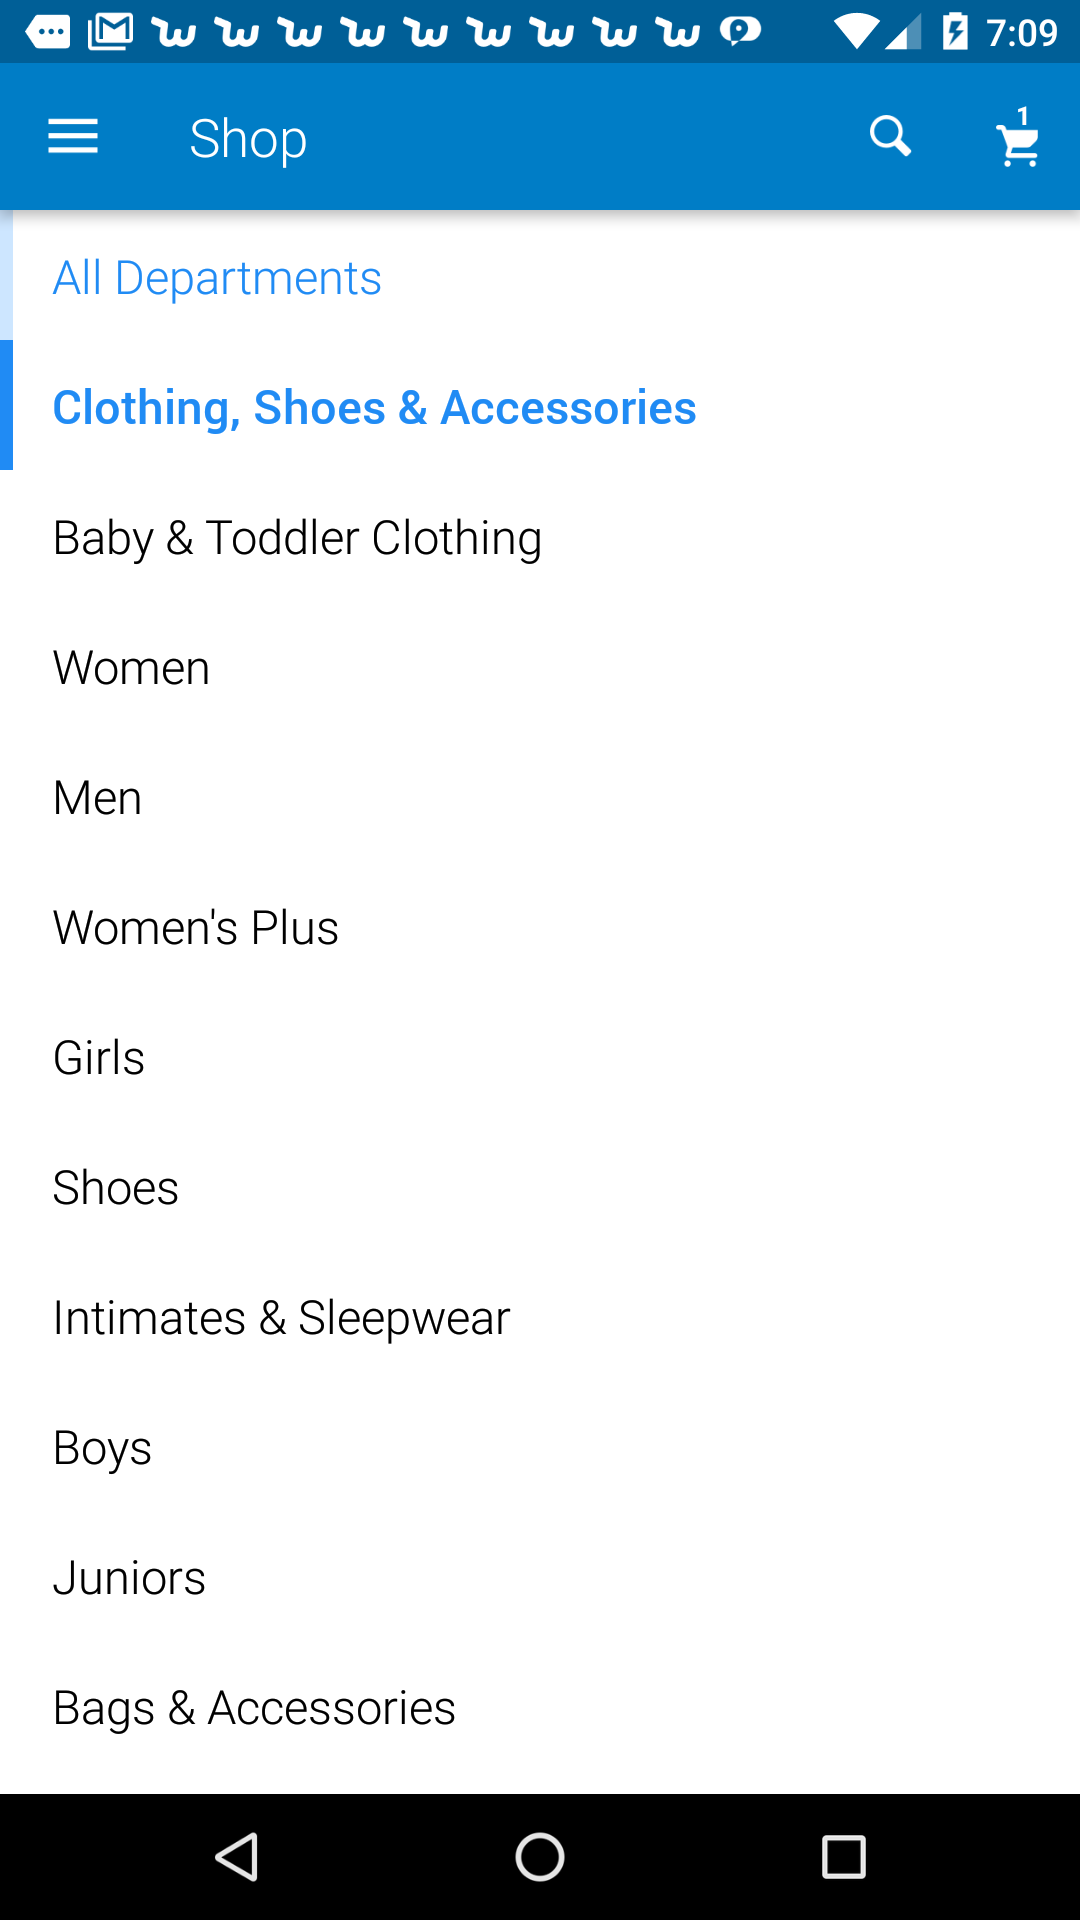 7:09
Shop
1
All Departments
Clothing, Shoes & Accessories
Baby & Toddler Clothing
Women
Men
Women's Plus
Girls
Shoes
Intimates & Sleepwear
Boys
Juniors
Bags & Accessories